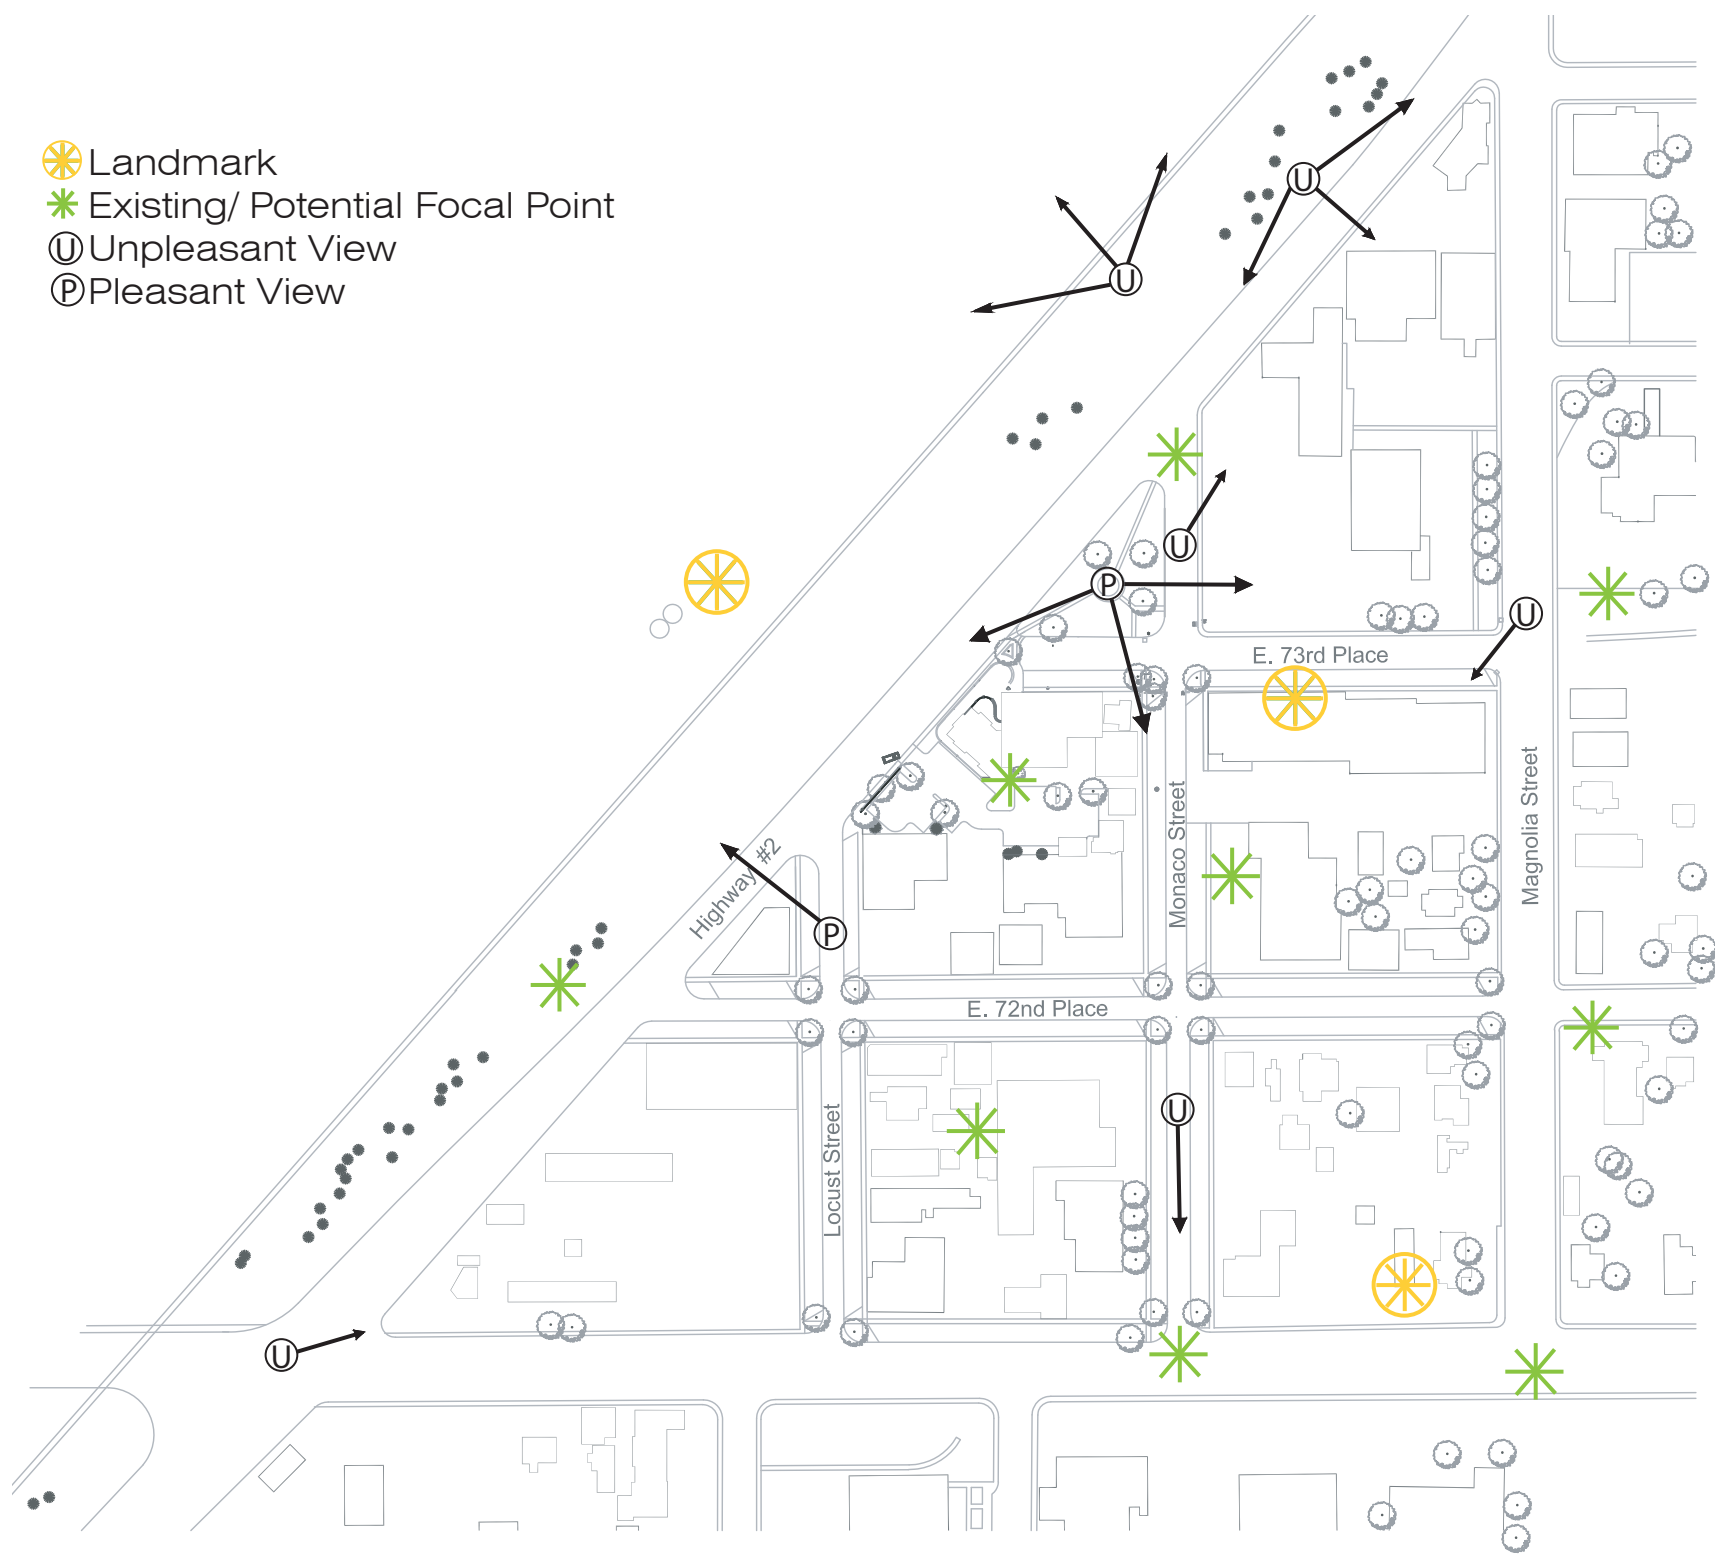 Landmark
Existing/ Potential Focal Point
U Unpleasant View
P Pleasant View
U
U
U
P
U
E. 73rd Place
Magnolia Street
Monaco Street
Highway #2
P
E. 72nd Place
U
Locust Street
U